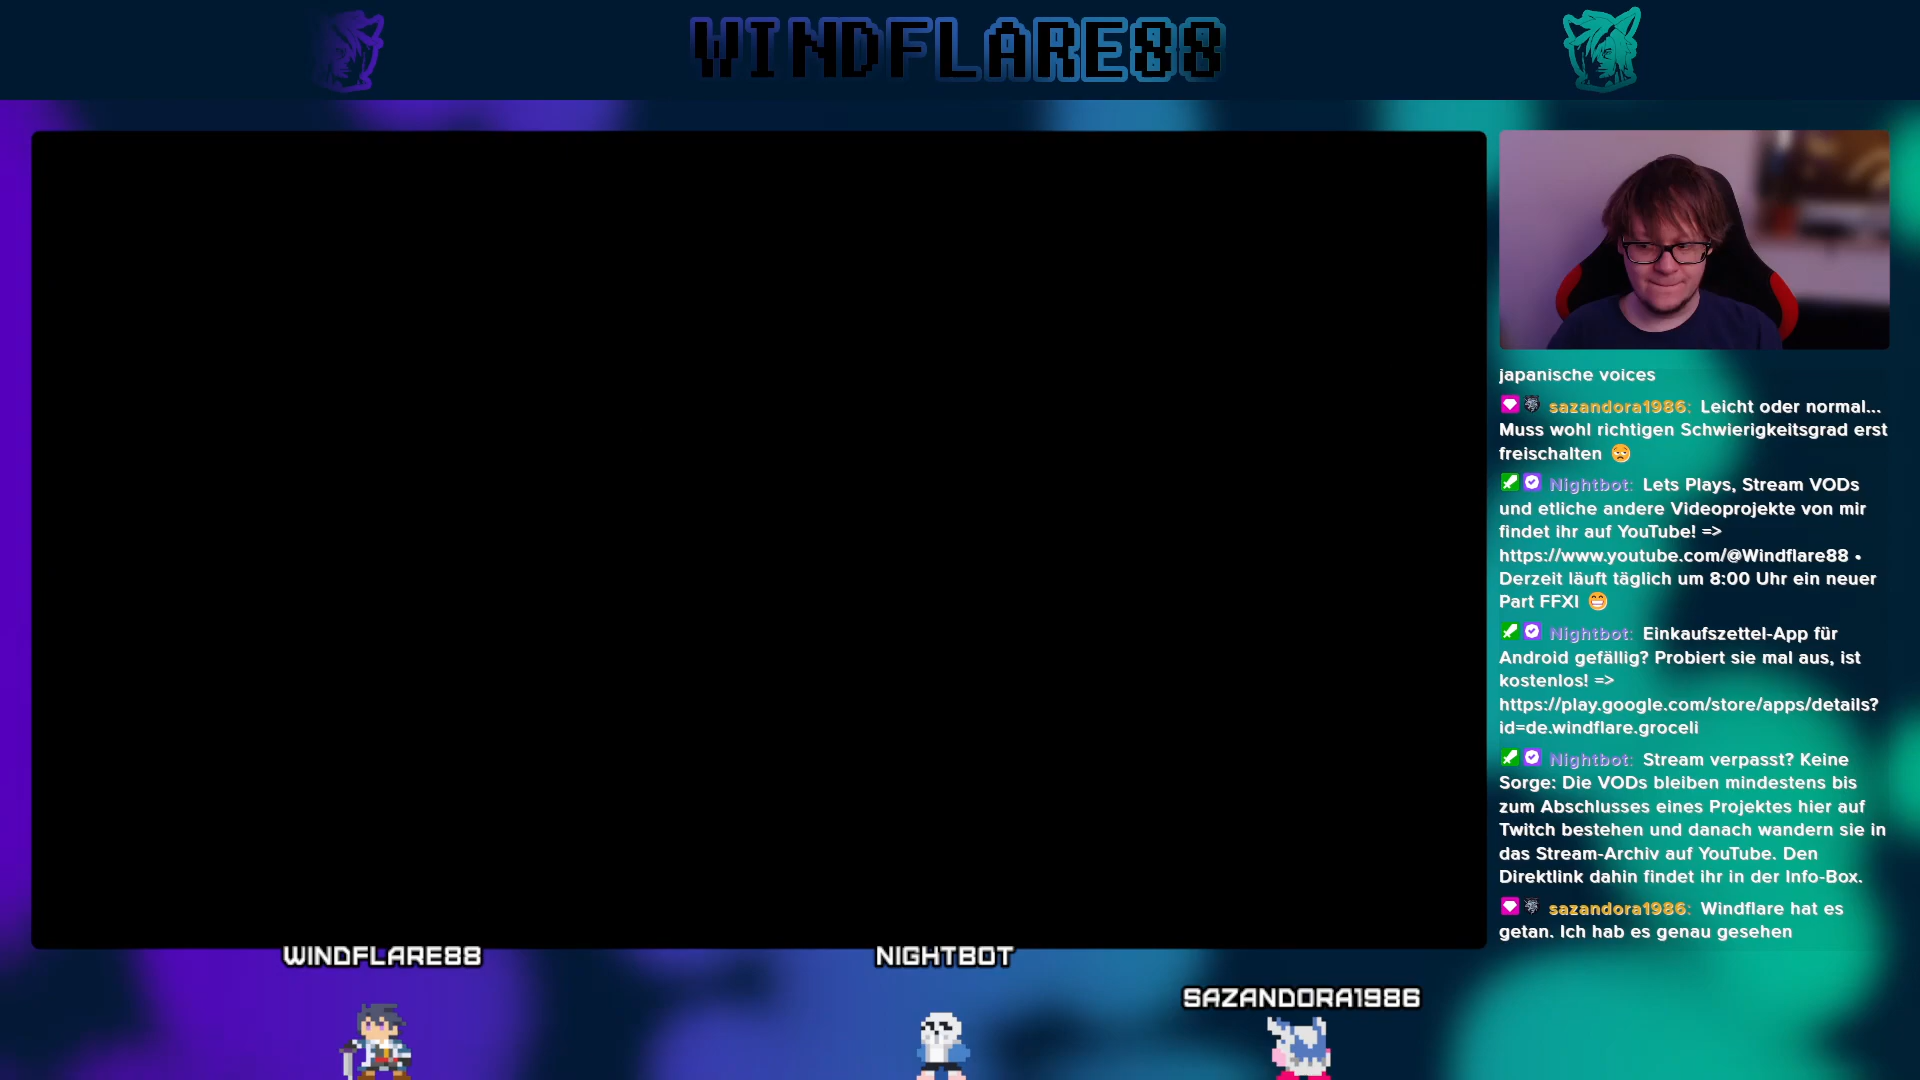 WINDFLARE88
japanische voices
sazandora1986: Leicht oder normal...
Muss wohl richtigen Schwierigkeitsgrad erst
freischalten
Nightbot: Lets Plays, Stream VODs
und etliche andere Videoprojekte von mir
findet ihr auf YouTube! =>
https://www.youtube.com/@Windflare88 •
Derzeit läuft täglich um 8:00 Uhr ein neuer
Part FFXI
Nightbot: Einkaufszettel-App für
Android gefällig? Probiert sie mal aus, ist
kostenlos! =>
https://play.google.com/store/apps/details?
id=de.windflare.groceli
Nightbot: Stream verpasst? Keine
Sorge: Die VODs bleiben mindestens bis
zum Abschlusses eines Projektes hier auf
Twitch bestehen und danach wandern sie in
das Stream-Archiv auf YouTube. Den
Direktlink dahin findet ihr in der Info-Box.
sazandora1986: Windflare hat es
getan. Ich hab es genau gesehen
WINDFLARE88
NIGHTBOT
SAZANDORA1986